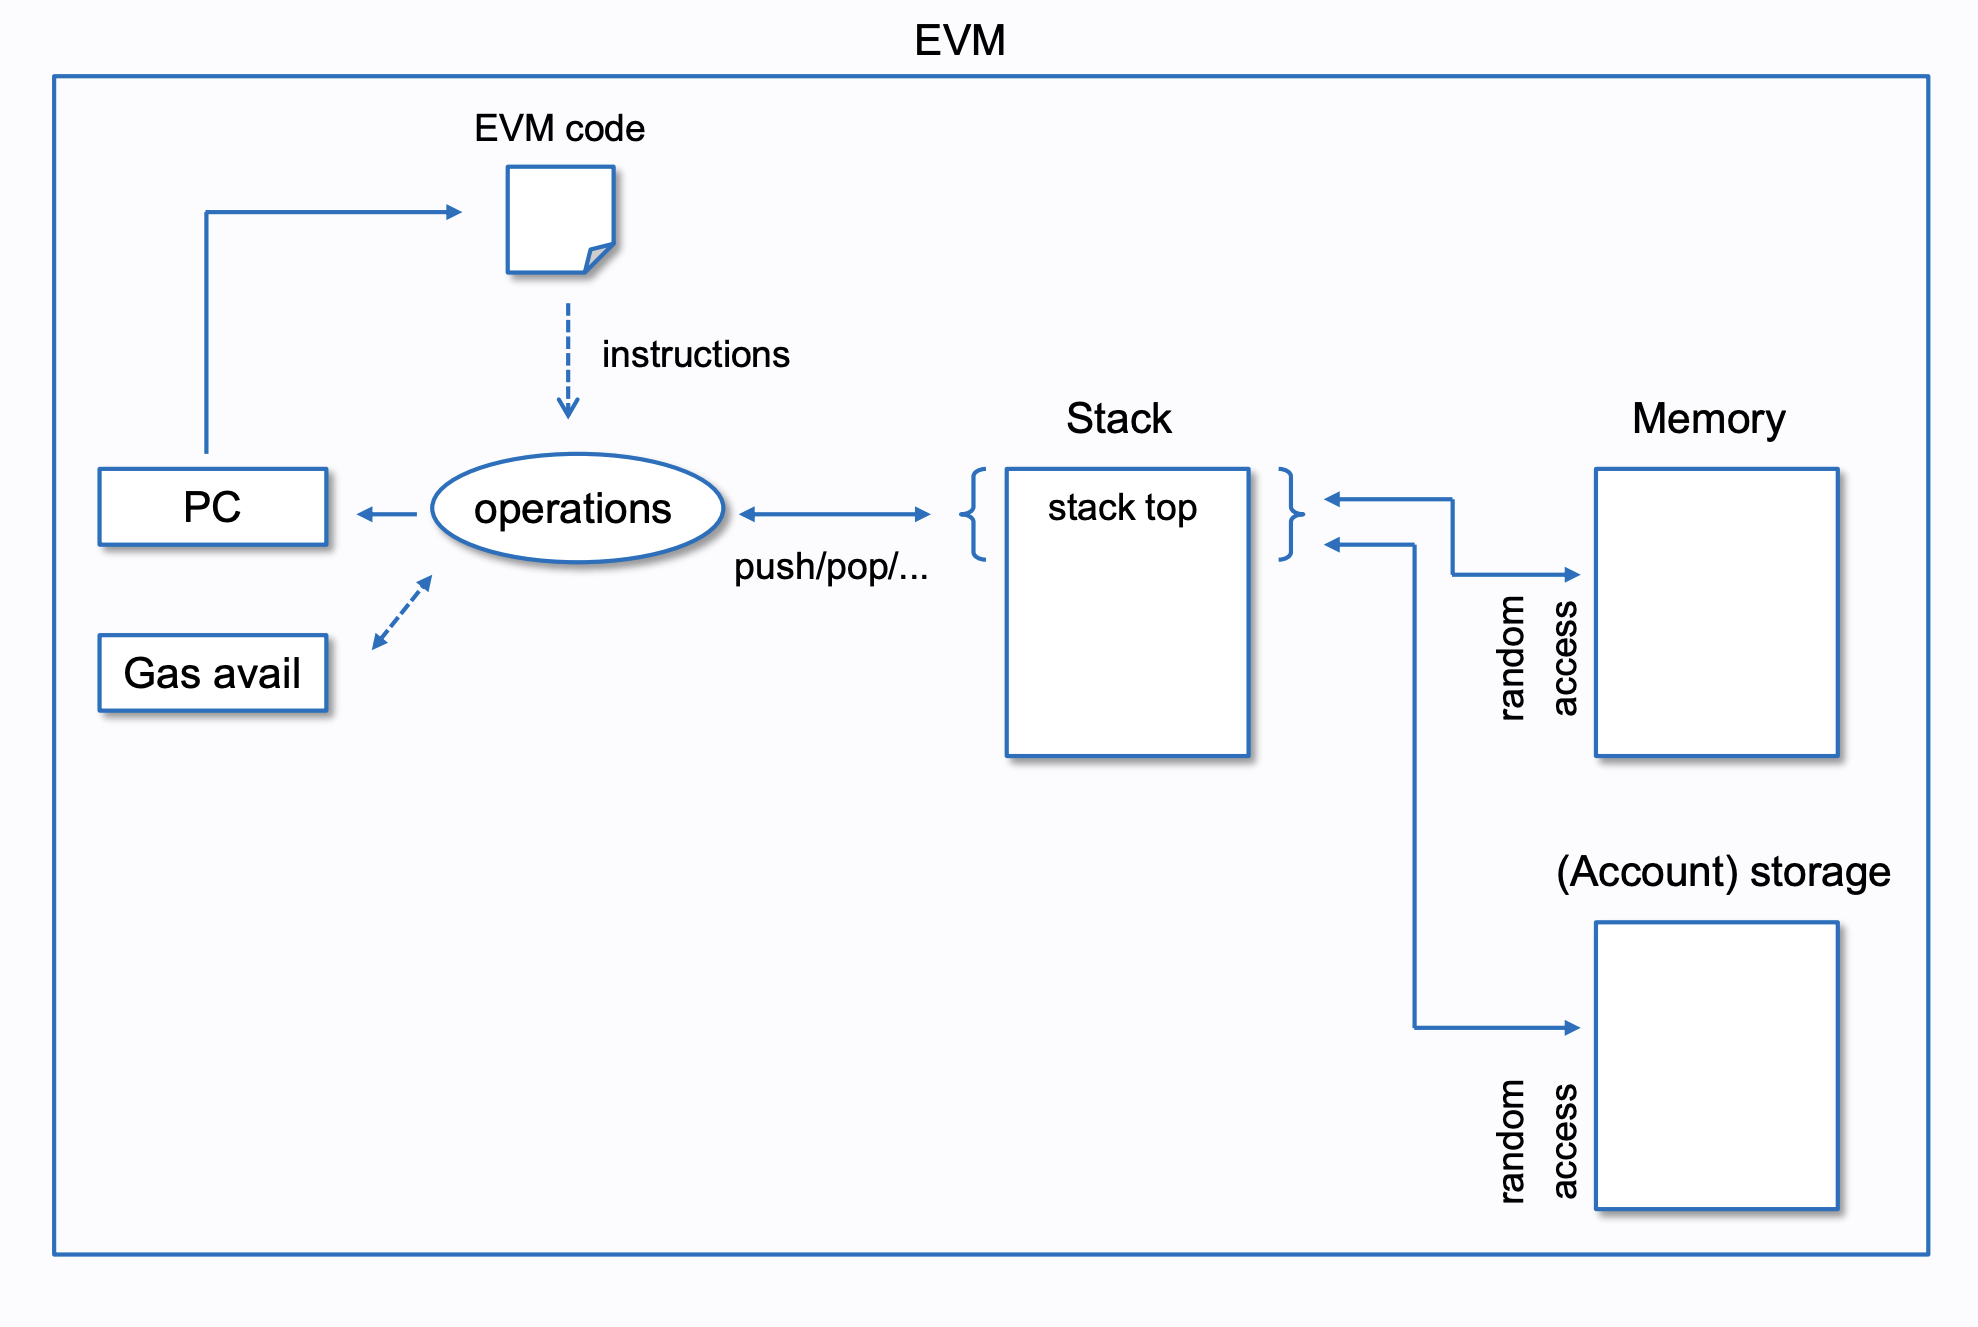 EVM
EVM code
instructions
PC
operations
push/pop/...
Gas avail
Stack
stack top
Memory
random
access
(Account) storage
random
access